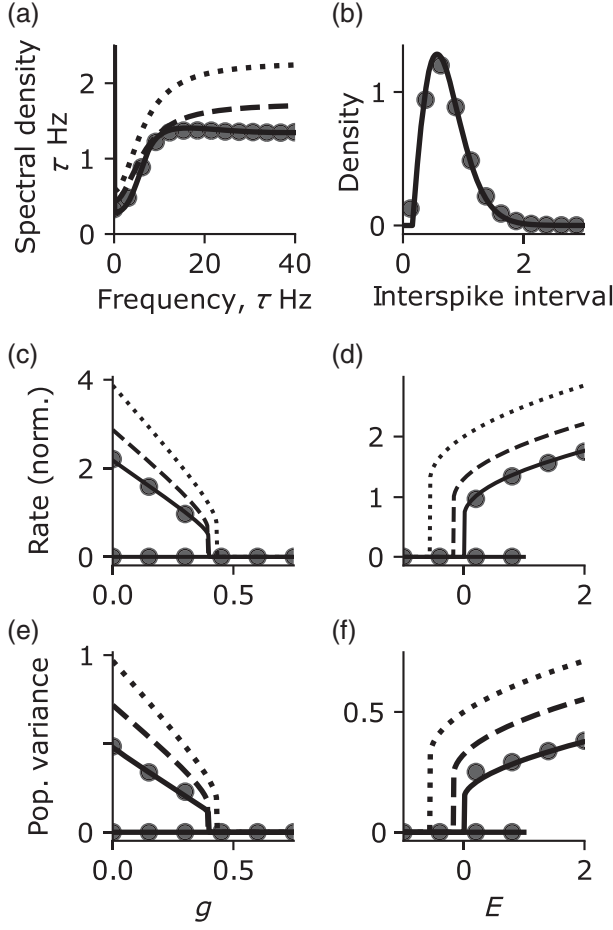 (a)
(b)
Spectral density
τ Hz
2
1
0
0
20
40
Frequency, τ Hz
Density
1
0
0
2
Interspike interval
(c)
(d)
Rate (norm.)
4
2
0
0.0
0.5
2
1
0
0
2
(e)
(f)
Pop. variance
1
0
0.0
0.5
g
0.5
0.0
0
2
E